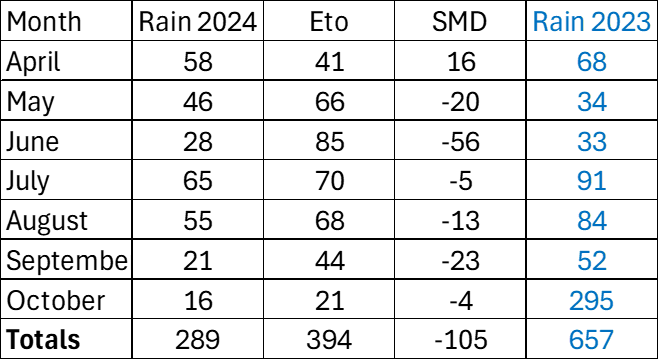 Month Rain 2024 Eto SMD Rain 2023
April 58 41 16 68
May 46 66 -20 34
June 28 85 -56 33
July 65 70 -5 91
August 55 68 -13 84
Septembe 21 44 -23 52
October 16 21 -4 295
Totals 289 394 -105 657